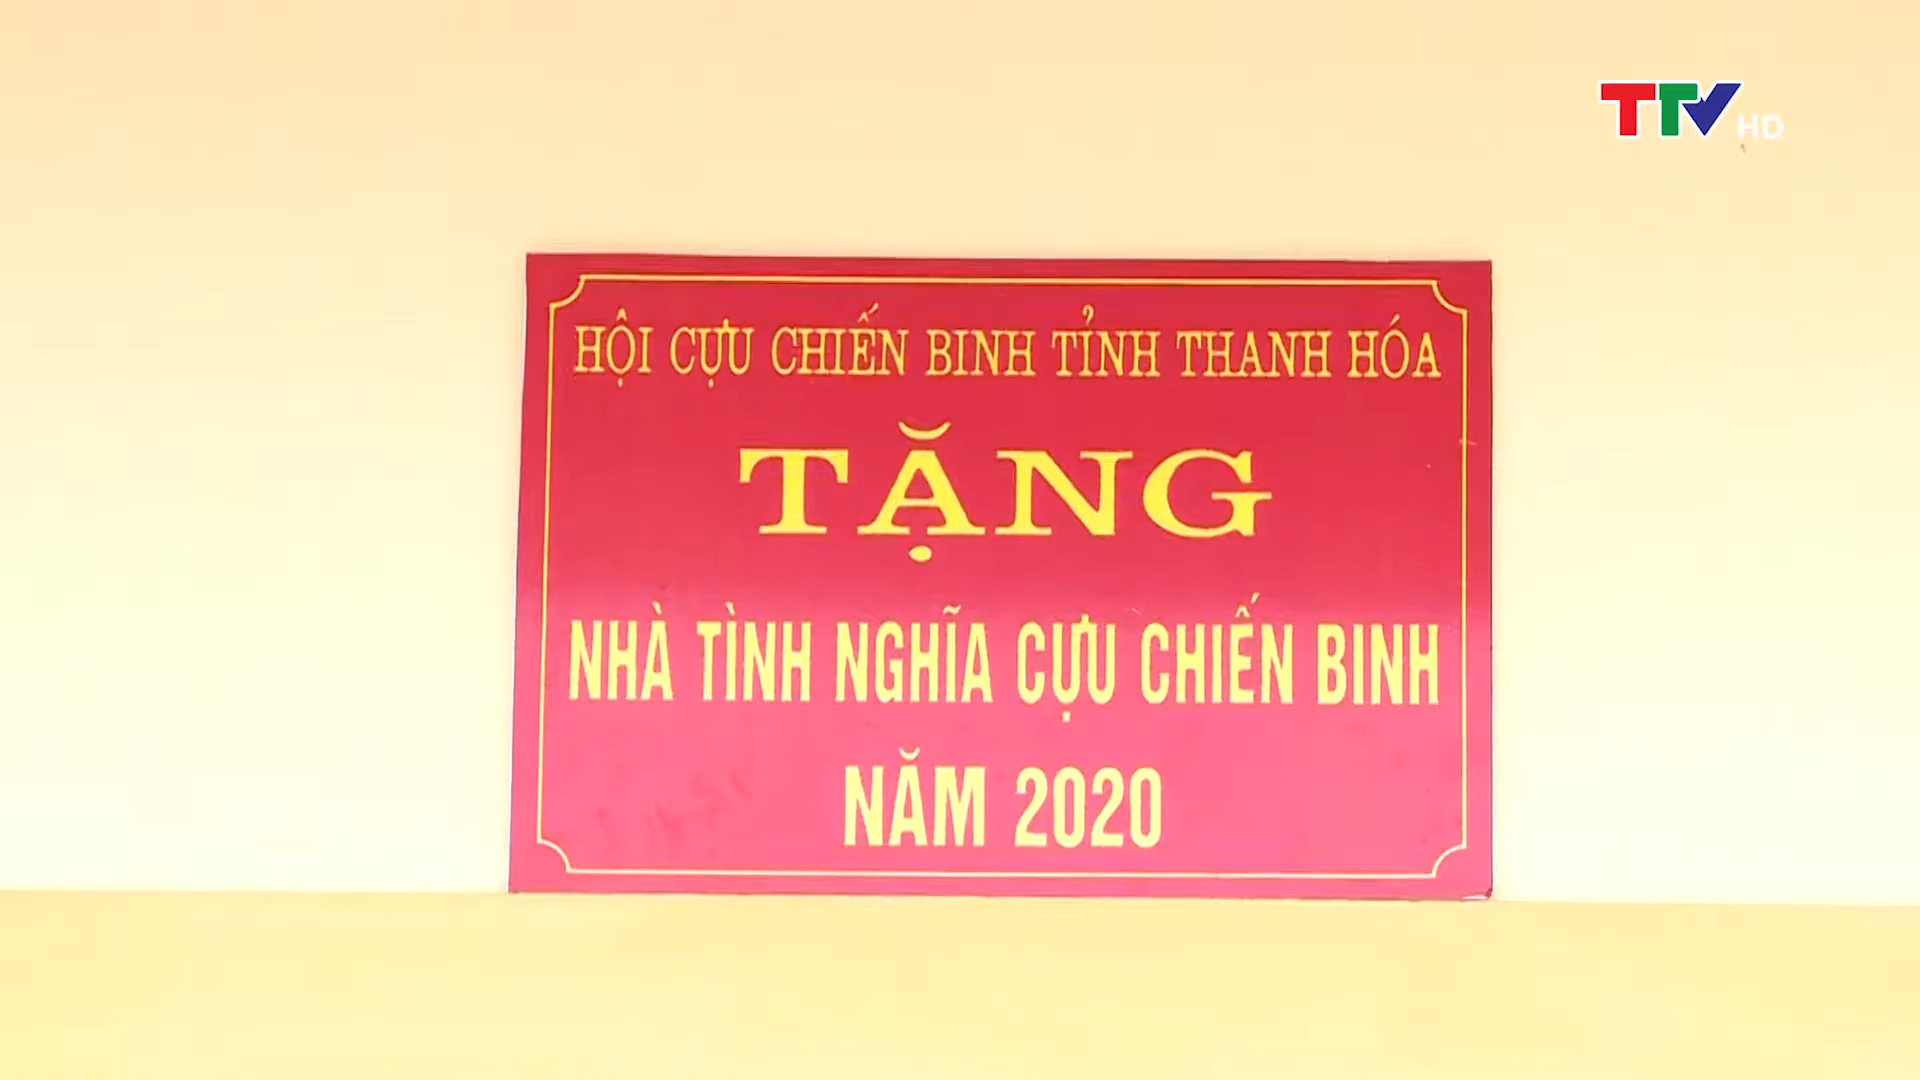 TTV HD
HỘI CỰU CHIẾN BINH TỈNH THANH HÓA
TẶNG
NHÀ TÌNH NGHĨA CỰU CHIẾN BINH
NĂM 2020